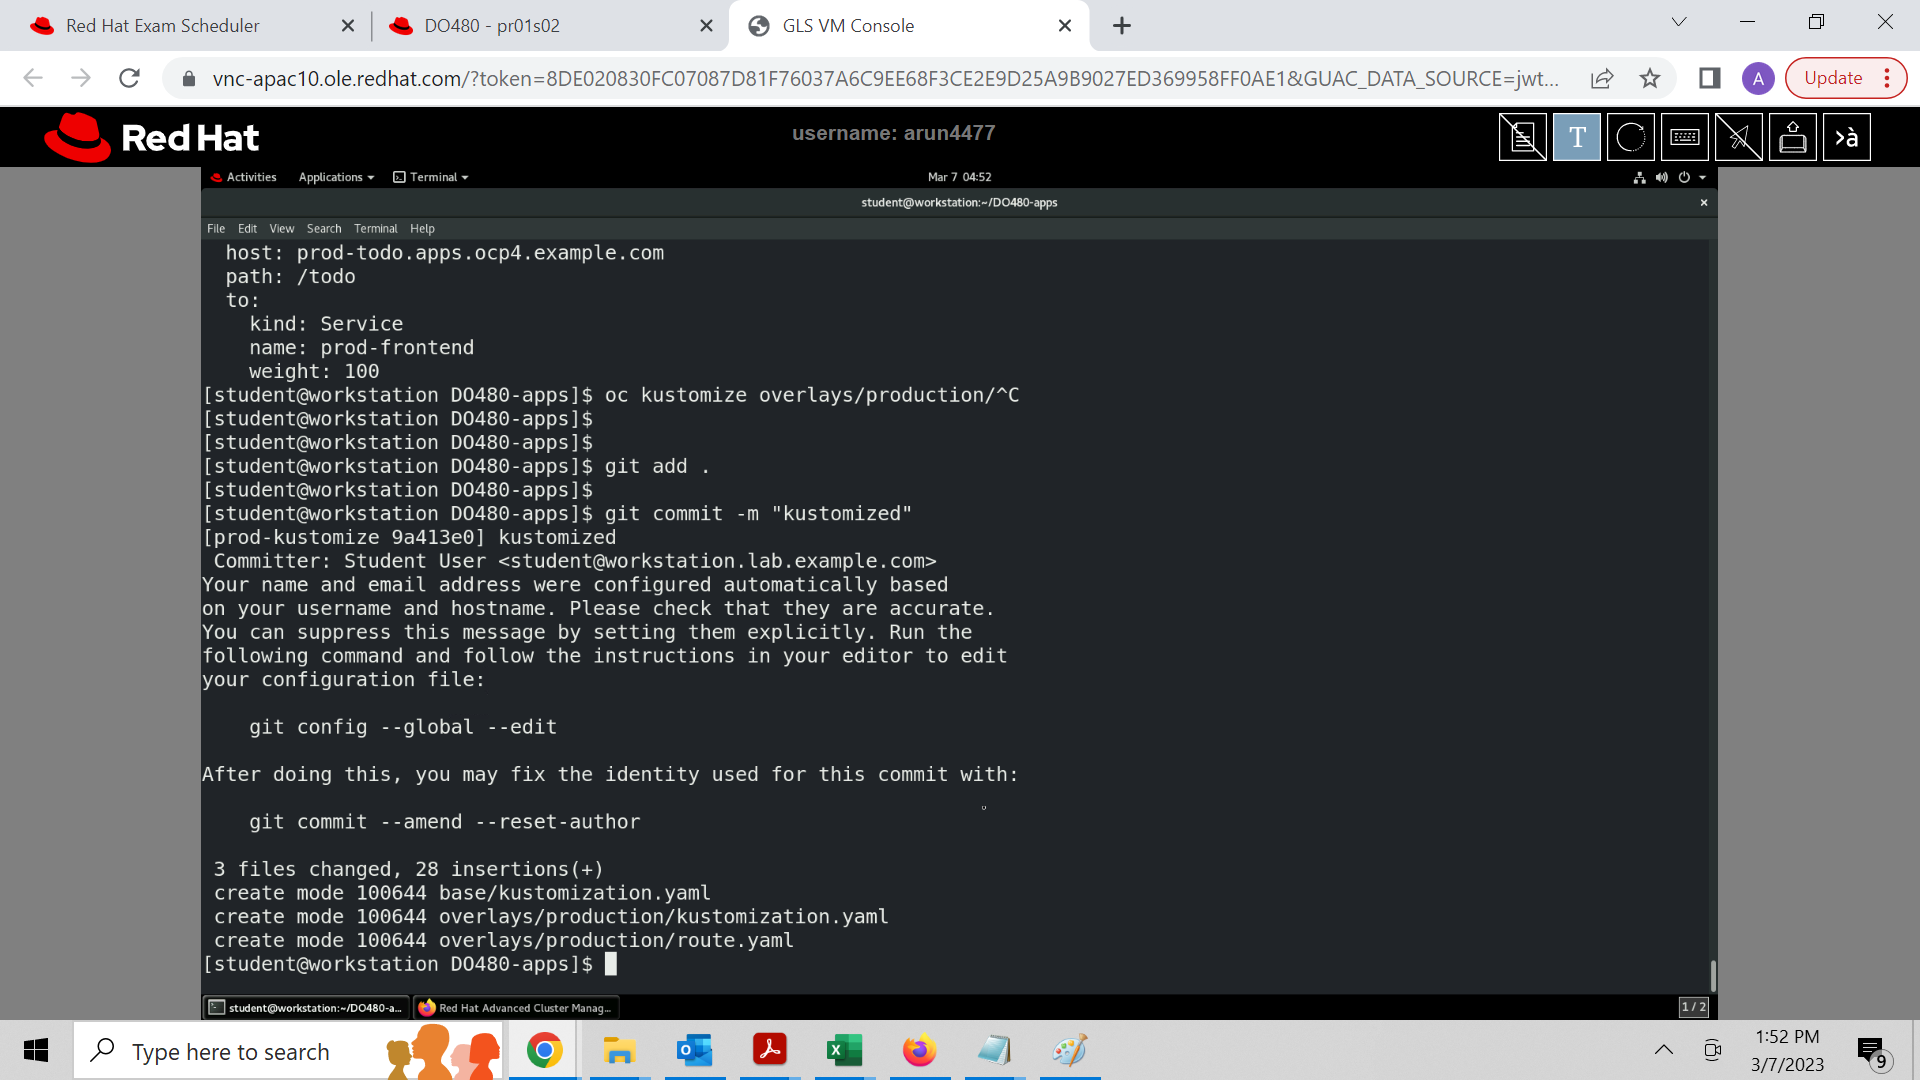 Red Hat Exam Scheduler
DO480 - pr01s02
GLS VM Console
vnc-apac10.ole.redhat.com/?token=8DE020830FC07087D81F76037A6C9EE68F3CE2E9D25A9B9027ED369958FF0AE1&GUAC_DATA_SOURCE=jwt...
A
Update
Red Hat
username: arun4477
T
>à
Activities
Applications
Terminal
Mar 7 04:52
student@workstation:~/DO480-apps
File Edit View Search Terminal Help
host: prod-todo.apps.ocp4.example.com
path: /todo
to:
kind: Service
name: prod-frontend
weight: 100
[student@workstation DO480-apps]$ oc kustomize overlays/production/^C
[student@workstation DO480-apps]$
[student@workstation DO480-apps]$
[student@workstation DO480-apps]$ git add .
[student@workstation DO480-apps]$
[student@workstation DO480-apps]$ git commit -m "kustomized"
[prod-kustomize 9a413e0] kustomized
Committer: Student User <student@workstation.lab.example.com>
Your name and email address were configured automatically based
on your username and hostname. Please check that they are accurate.
You can suppress this message by setting them explicitly. Run the
following command and follow the instructions in your editor to edit
your configuration file:
git config --global --edit
After doing this, you may fix the identity used for this commit with:
git commit --amend --reset-author
3 files changed, 28 insertions(+)
create mode 100644 base/kustomization.yaml
create mode 100644 overlays/production/kustomization.yaml
create mode 100644 overlays/production/route.yaml
[student@workstation DO480-apps]$
student@workstation:~/DO480-a...
Red Hat Advanced Cluster Manag...
1 / 2
Type here to search
1:52 PM
3/7/2023
9